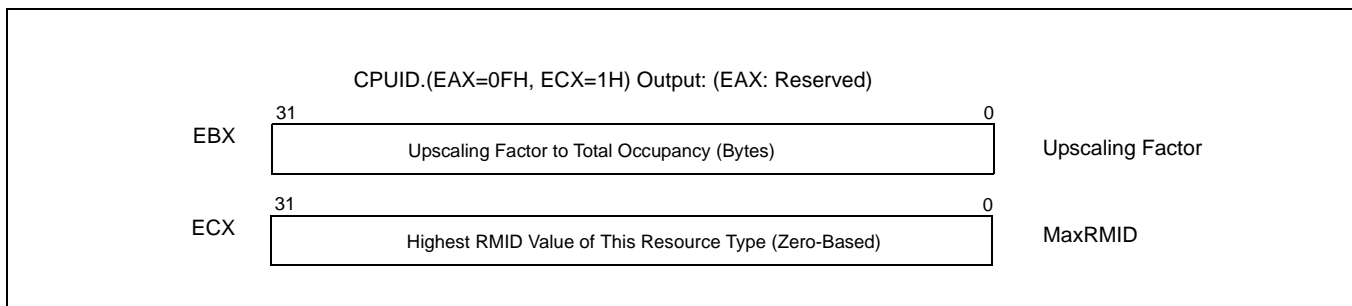 CPUID.(EAX=0FH, ECX=1H) Output: (EAX: Reserved)
31 0
EBX Upscaling Factor to Total Occupancy (Bytes) Upscaling Factor
31 0
ECX Highest RMID Value of This Resource Type (Zero-Based) MaxRMID